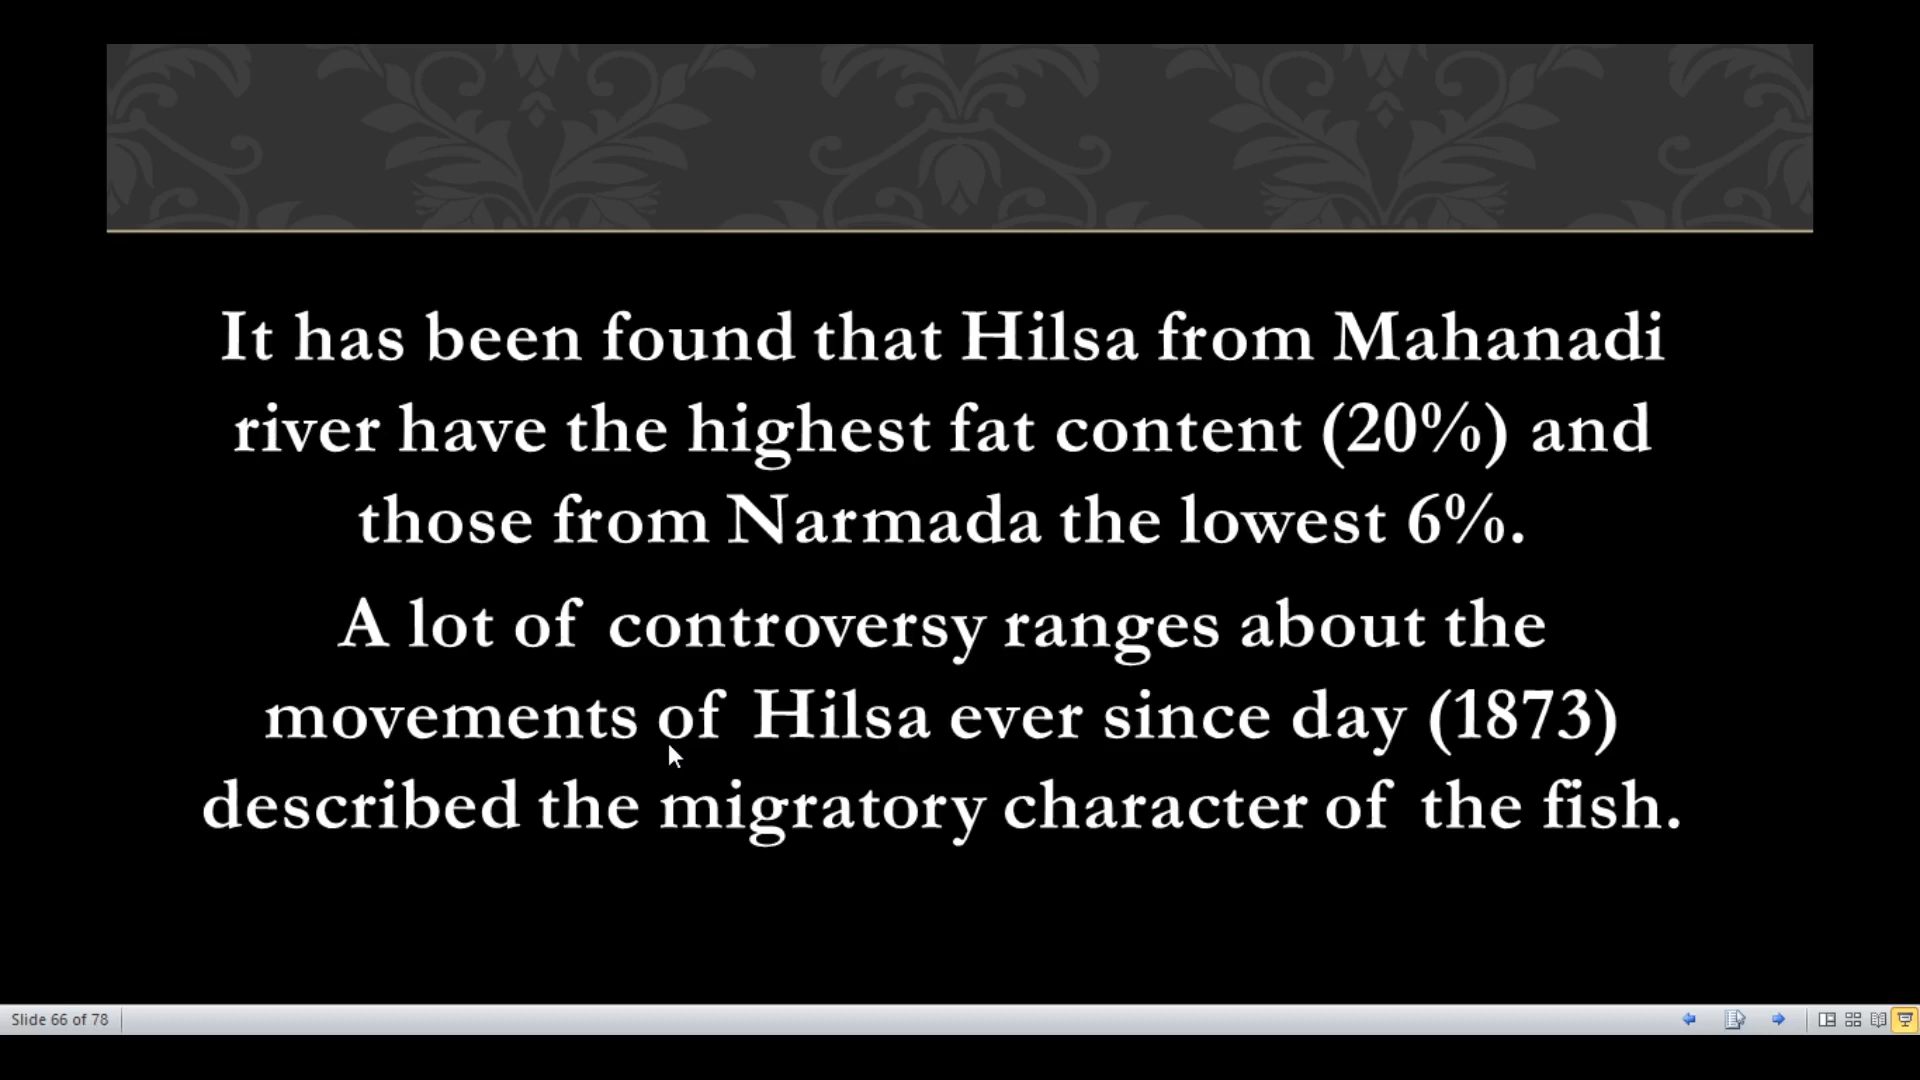 It has been found that Hilsa from Mahanadi
river have the highest fat content (20%) and
those from Narmada the lowest 6%.
A lot of controversy ranges about the
movements of Hilsa ever since day (1873)
described the migratory character of the fish.
Slide 66 of 78